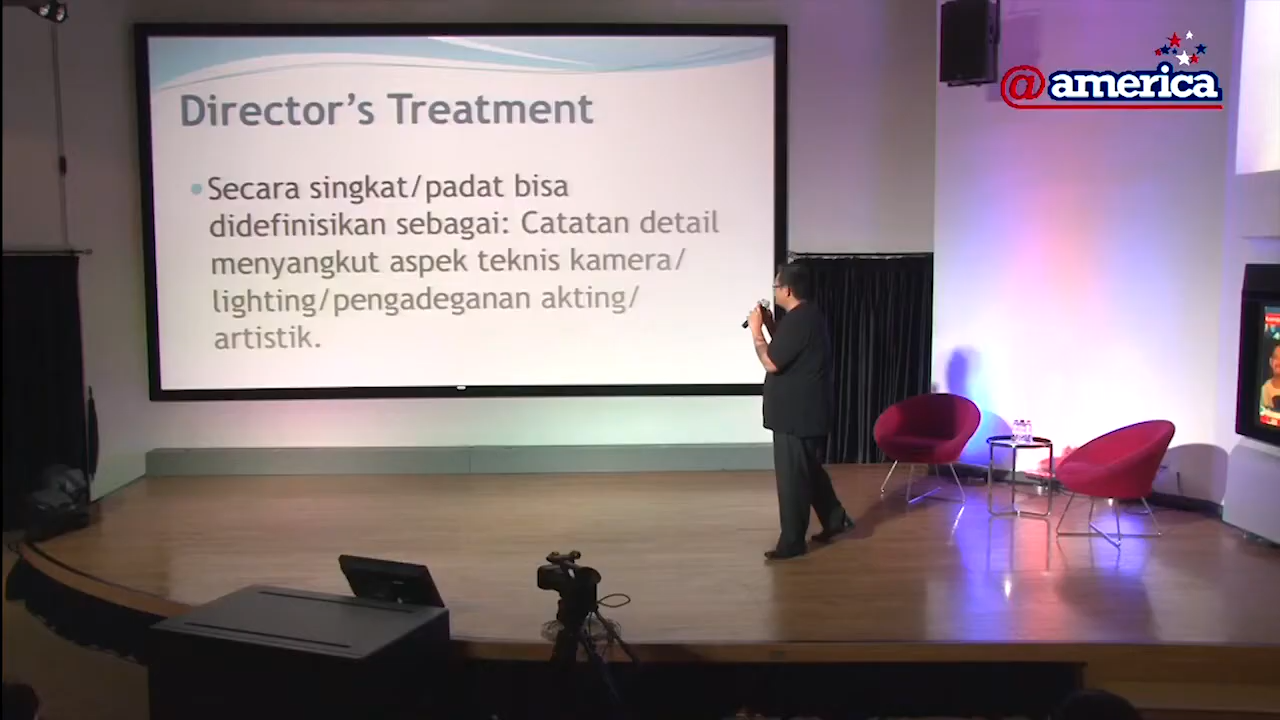 @america
Director's Treatment
Secara singkat/padat bisa
didefinisikan sebagai: Catatan detail
menyangkut aspek teknis kamera/
lighting/pengadeganan akting/
artistik.